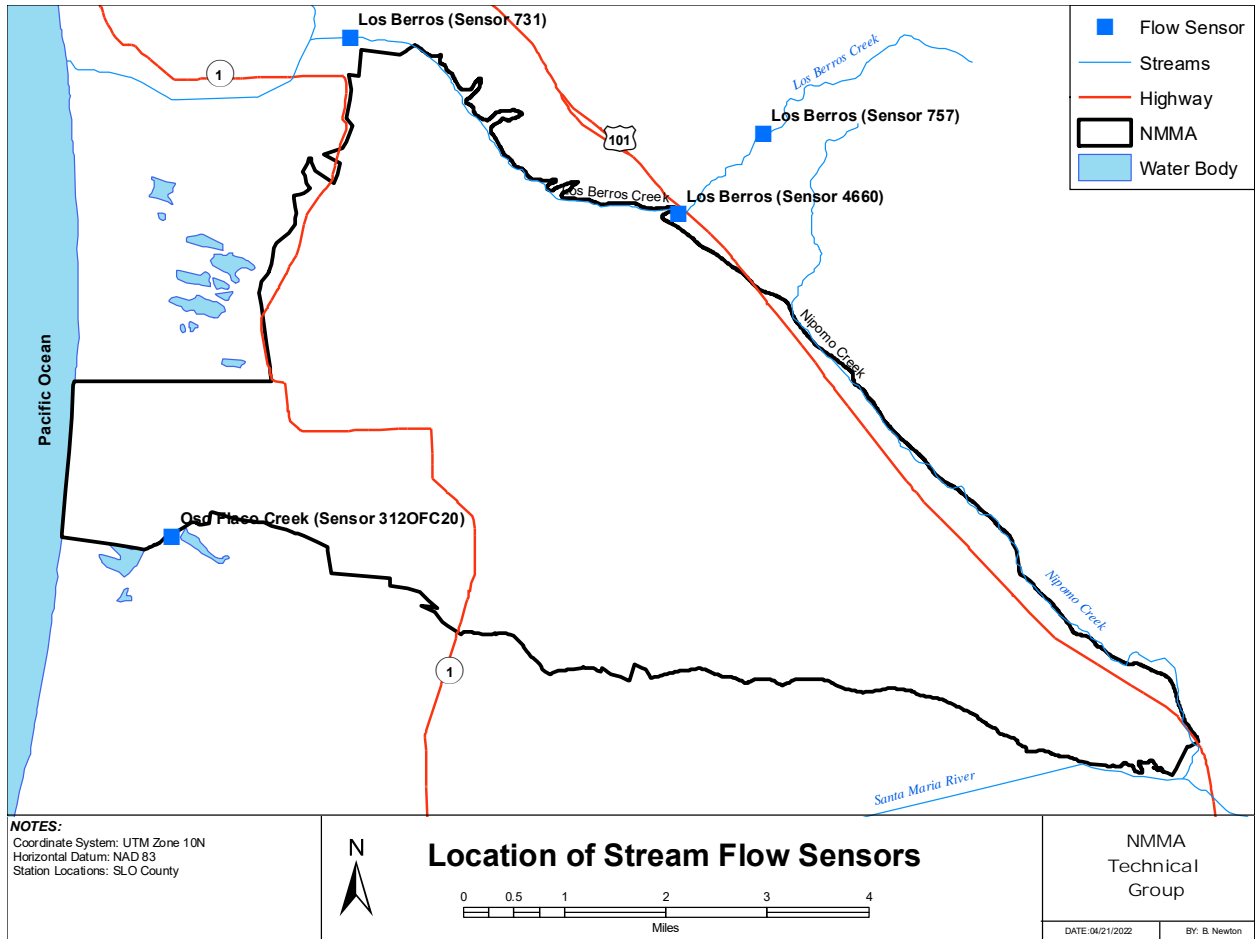 Los Berros (Sensor 731)
Flow Sensor
Streams
Highway
NMMA
Water Body
1
101
Los Berros Creek
Los Berros (Sensor 757)
Los Berros Creek
Los Berros (Sensor 4660)
Nipomo Creek
Pacific Ocean
Oso Flaco Creek (Sensor 312OFC20)
Nipomo Creek
1
Santa Maria River
NOTES:
Coordinate System: UTM Zone 10N
Horizontal Datum: NAD 83
Station Locations: SLO County
N
Location of Stream Flow Sensors
0 0.5 1 2 3 4
Miles
NMMA
Technical
Group
DATE:04/21/2022
BY: B. Newton